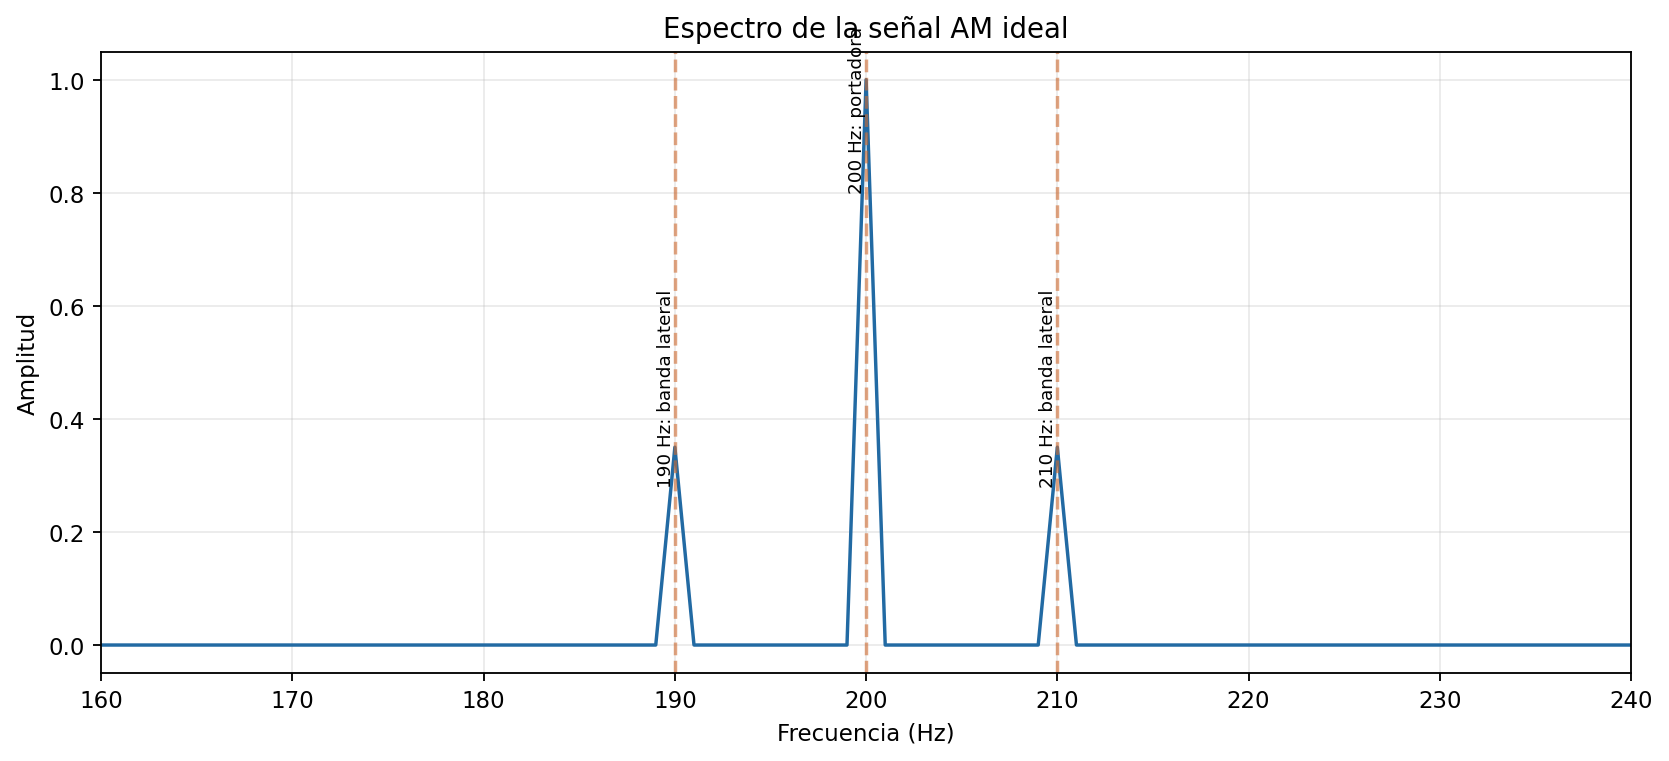 Espectro de la señal AM ideal
Amplitud
1.0
0.8
0.6
0.4
0.2
0.0
190 Hz: banda lateral
200 Hz: portadora
210 Hz: banda lateral
160 170 180 190 200 210 220 230 240
Frecuencia (Hz)